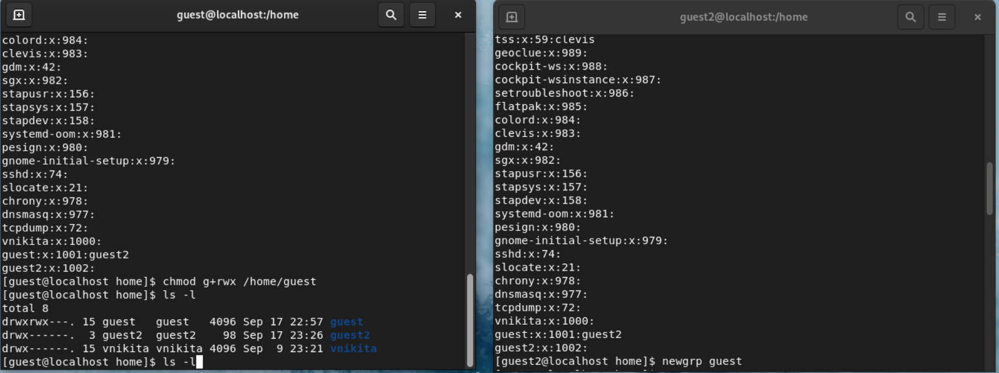 guest@localhost:/home
colord:x:984:
clevis:x:983:
gdm:x:42:
sgx:x:982:
stapusr:x:156:
stapsys:x:157:
stapdev:x:158:
systemd-oom:x:981:
pesign:x:980:
gnome-initial-setup:x:979:
sshd:x:74:
slocate:x:21:
chrony:x:978:
dnsmasq:x:977:
tcpdump:x:72:
vnikita:x:1000:
guest:x:1001:guest2
guest2:x:1002:
[guest@localhost home]$ chmod g+rwx /home/guest
[guest@localhost home]$ ls -l
total 8
drwxrwx---. 15 guest   guest   4096 Sep 17 22:57 guest
drwx------.  3 guest2  guest2    98 Sep 17 23:26 guest2
drwx------. 15 vnikita vnikita 4096 Sep  9 23:21 vnikita
[guest@localhost home]$ ls -l
guest2@localhost:/home
tss:x:59:clevis
geoclue:x:989:
cockpit-ws:x:988:
cockpit-wsinstance:x:987:
setroubleshoot:x:986:
flatpak:x:985:
colord:x:984:
clevis:x:983:
gdm:x:42:
sgx:x:982:
stapusr:x:156:
stapsys:x:157:
stapdev:x:158:
systemd-oom:x:981:
pesign:x:980:
gnome-initial-setup:x:979:
sshd:x:74:
slocate:x:21:
chrony:x:978:
dnsmasq:x:977:
tcpdump:x:72:
vnikita:x:1000:
guest:x:1001:guest2
guest2:x:1002:
[guest2@localhost home]$ newgrp guest